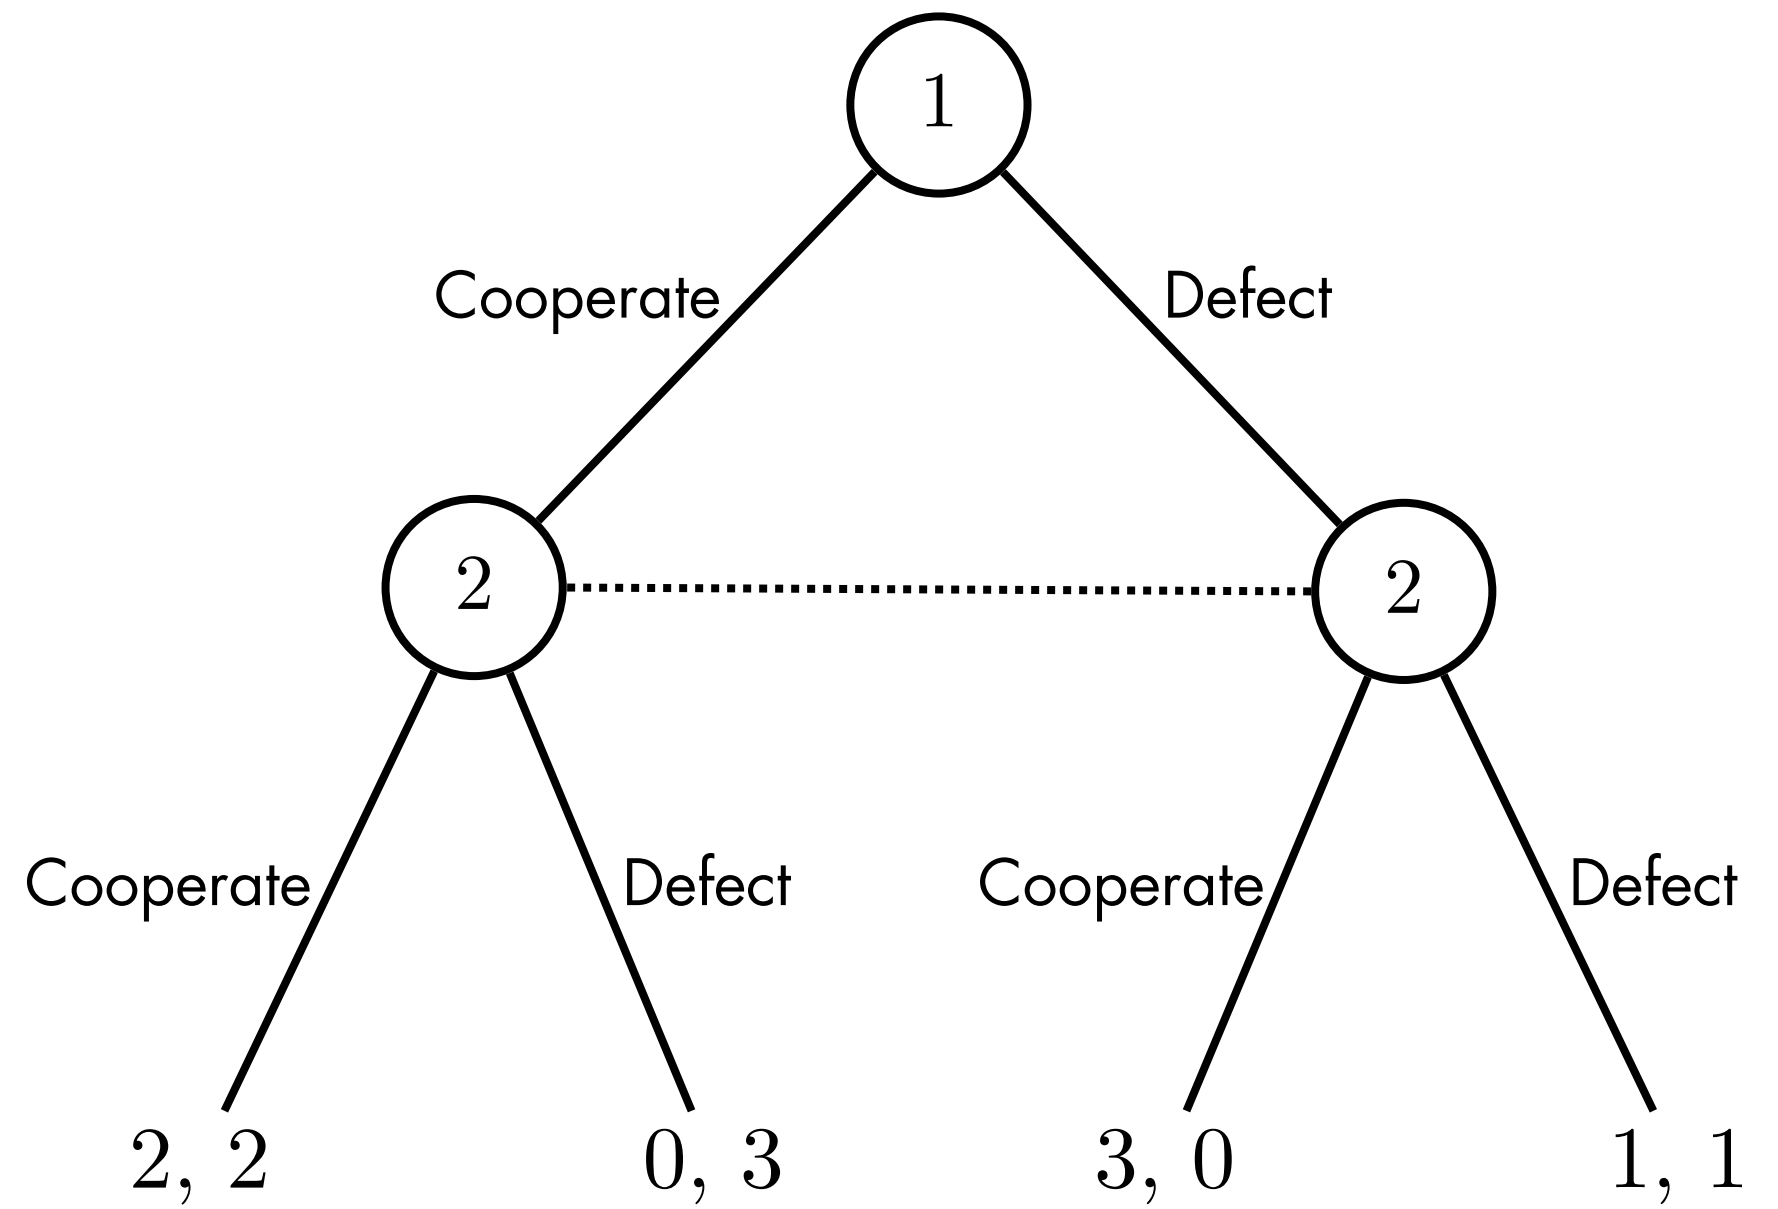 1
Cooperate Defect
2 2
Cooperate Defect Cooperate Defect
2, 2 0, 3 3, 0 1, 1